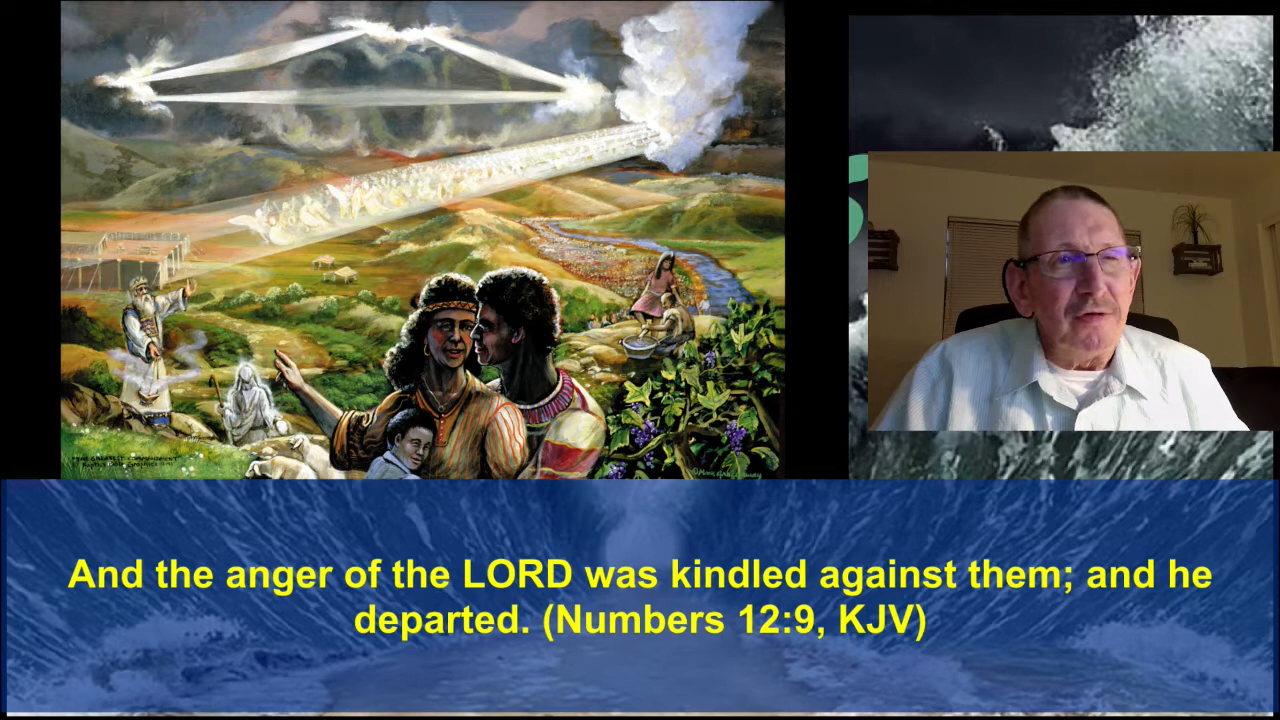 And the anger of the LORD was kindled against them; and he
departed. (Numbers 12:9, KJV)